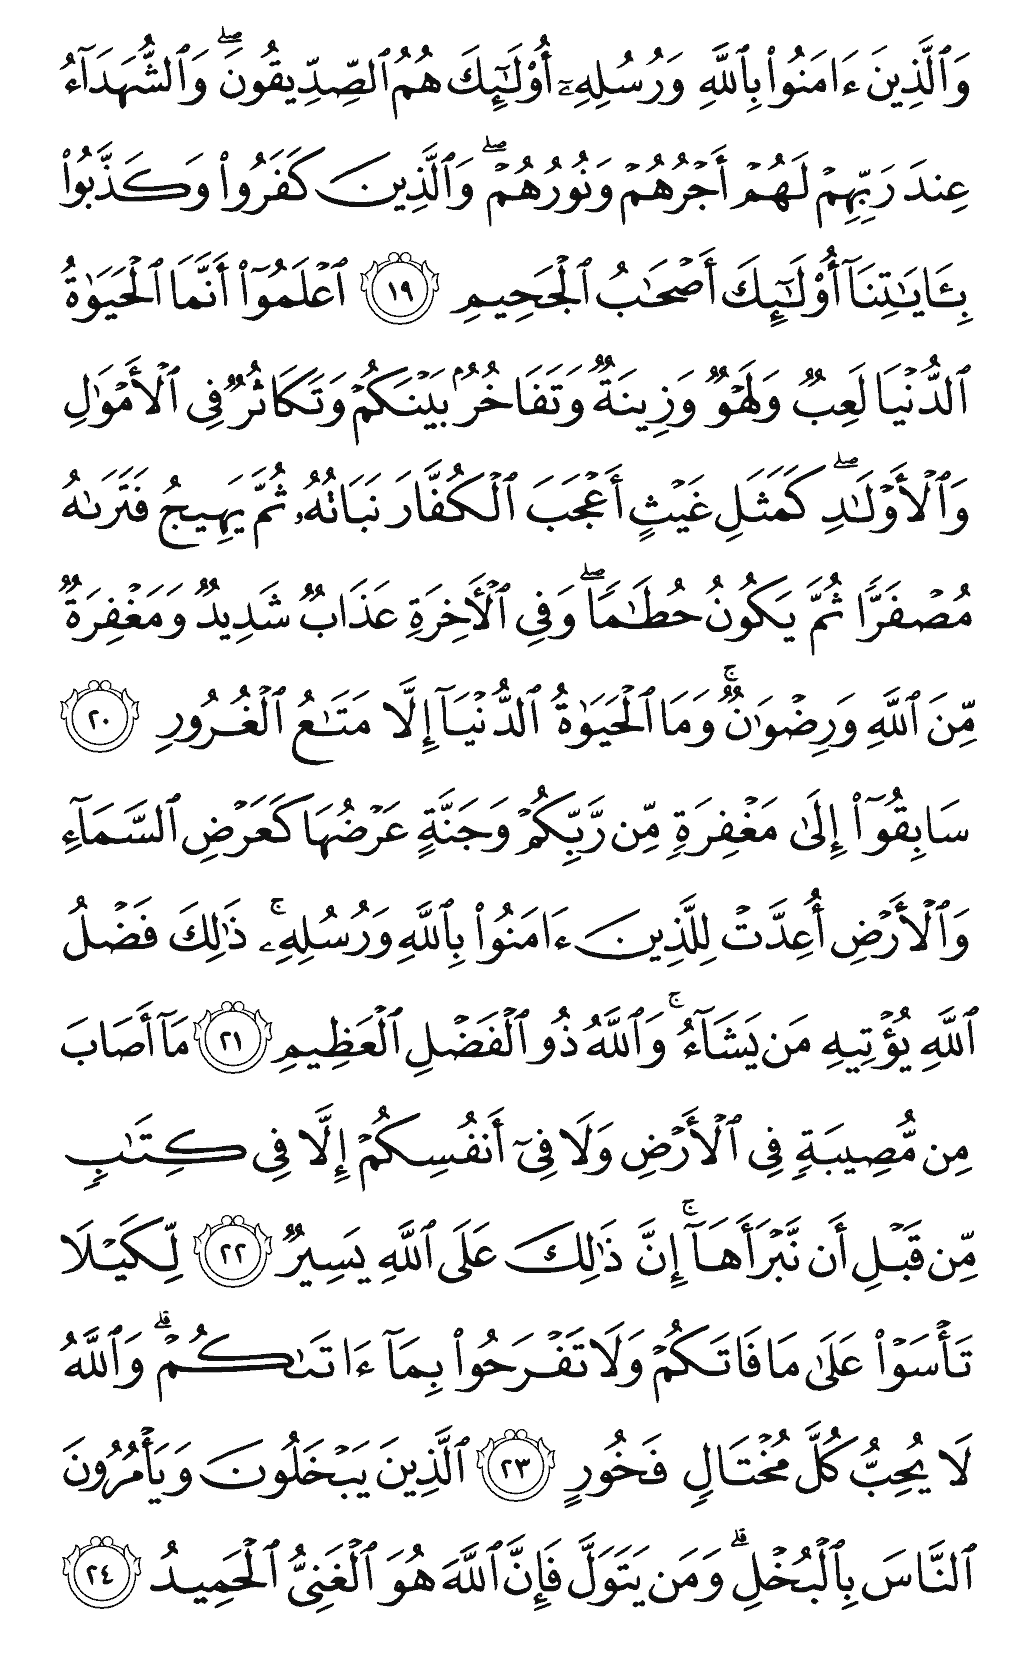 وَٱلَّذِينَ ءَامَنُوا۟ بِٱللَّهِ وَرُسُلِهِۦٓ أُو۟لَـٰٓئِكَ هُمُ ٱلصِّدِّيقُونَ ۖ وَٱلشُّهَدَآءُ
عِندَ رَبِّهِمْ لَهُمْ أَجْرُهُمْ وَنُورُهُمْ ۖ وَٱلَّذِينَ كَفَرُوا۟ وَكَذَّبُوا۟
بِـَٔايَـٰتِنَآ أُو۟لَـٰٓئِكَ أَصْحَـٰبُ ٱلْجَحِيمِ ١٩ ٱعْلَمُوٓا۟ أَنَّمَا ٱلْحَيَوٰةُ
ٱلدُّنْيَا لَعِبٌ وَلَهْوٌ وَزِينَةٌ وَتَفَاخُرٌۢ بَيْنَكُمْ وَتَكَاثُرٌ فِى ٱلْأَمْوَٰلِ
وَٱلْأَوْلَـٰدِ ۖ كَمَثَلِ غَيْثٍ أَعْجَبَ ٱلْكُفَّارَ نَبَاتُهُۥ ثُمَّ يَهِيجُ فَتَرَىٰهُ
مُصْفَرًّا ثُمَّ يَكُونُ حُطَـٰمًا ۖ وَفِى ٱلْـَٔاخِرَةِ عَذَابٌ شَدِيدٌ وَمَغْفِرَةٌ
مِّنَ ٱللَّهِ وَرِضْوَٰنٌ ۚ وَمَا ٱلْحَيَوٰةُ ٱلدُّنْيَآ إِلَّا مَتَـٰعُ ٱلْغُرُورِ ٢٠
سَابِقُوٓا۟ إِلَىٰ مَغْفِرَةٍ مِّن رَّبِّكُمْ وَجَنَّةٍ عَرْضُهَا كَعَرْضِ ٱلسَّمَآءِ
وَٱلْأَرْضِ أُعِدَّتْ لِلَّذِينَ ءَامَنُوا۟ بِٱللَّهِ وَرُسُلِهِۦ ۚ ذَٰلِكَ فَضْلُ
ٱللَّهِ يُؤْتِيهِ مَن يَشَآءُ ۚ وَٱللَّهُ ذُو ٱلْفَضْلِ ٱلْعَظِيمِ ٢١ مَآ أَصَابَ
مِن مُّصِيبَةٍ فِى ٱلْأَرْضِ وَلَا فِىٓ أَنفُسِكُمْ إِلَّا فِى كِتَـٰبٍ
مِّن قَبْلِ أَن نَّبْرَأَهَآ ۚ إِنَّ ذَٰلِكَ عَلَى ٱللَّهِ يَسِيرٌ ٢٢ لِّكَيْلَا
تَأْسَوْا۟ عَلَىٰ مَا فَاتَكُمْ وَلَا تَفْرَحُوا۟ بِمَآ ءَاتَىٰكُمْ ۗ وَٱللَّهُ
لَا يُحِبُّ كُلَّ مُخْتَالٍ فَخُورٍ ٢٣ ٱلَّذِينَ يَبْخَلُونَ وَيَأْمُرُونَ
ٱلنَّاسَ بِٱلْبُخْلِ ۗ وَمَن يَتَوَلَّ فَإِنَّ ٱللَّهَ هُوَ ٱلْغَنِىُّ ٱلْحَمِيدُ ٢٤